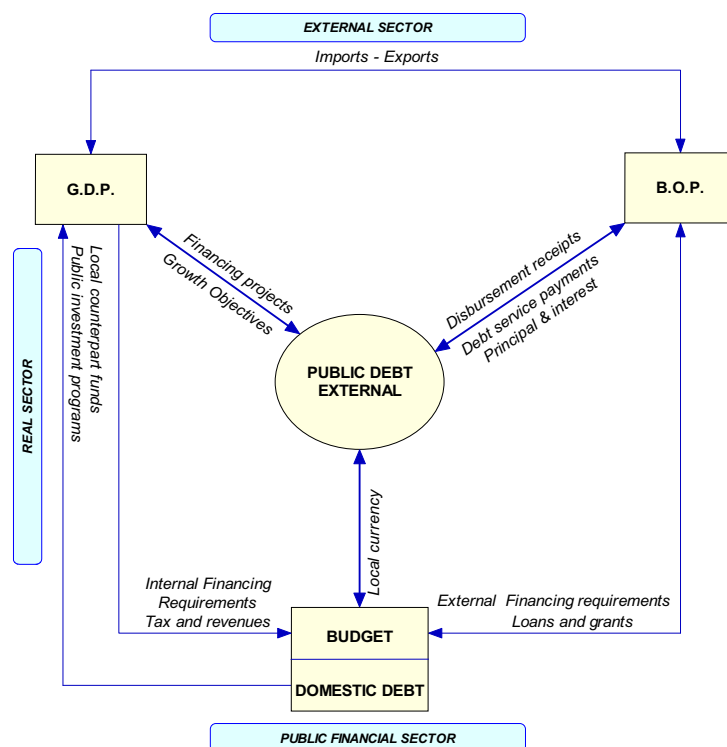 EXTERNAL SECTOR
Imports - Exports
G.D.P.
B.O.P.
Financing projects
Growth Objectives
Disbursement receipts
Debt service payments
Principal & interest
Local counterpart funds
Public investment programs
REAL SECTOR
PUBLIC DEBT
EXTERNAL
Local currency
Internal Financing
Requirements
Tax and revenues
External Financing requirements
Loans and grants
BUDGET
DOMESTIC DEBT
PUBLIC FINANCIAL SECTOR